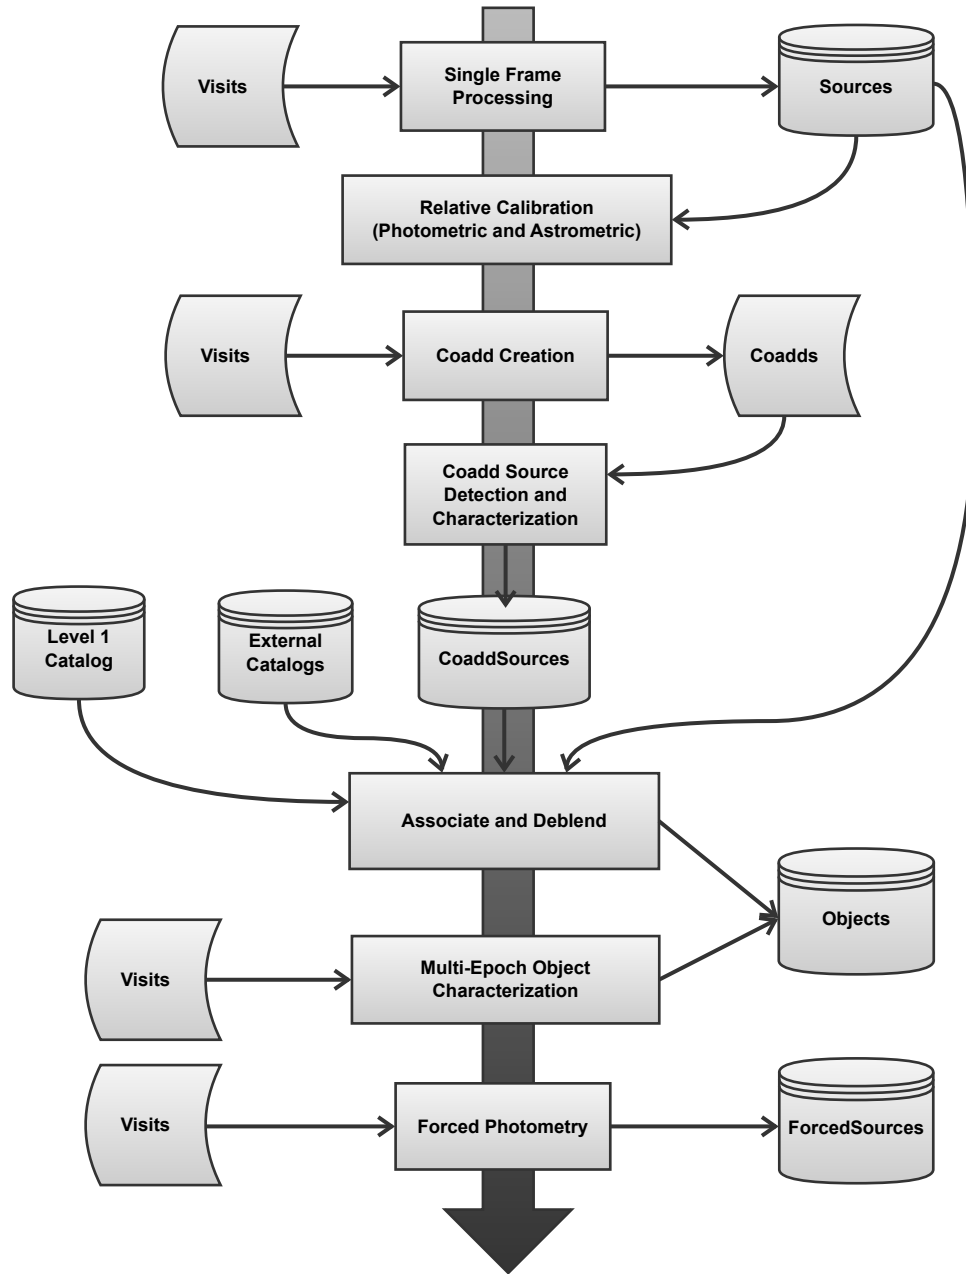 Visits
Single Frame
Processing
Sources
Relative Calibration
(Photometric and Astrometric)
Visits
Coadd Creation
Coadds
Coadd Source
Detection and
Characterization
Level 1
Catalog
External
Catalogs
CoaddSources
Associate and Deblend
Objects
Visits
Multi-Epoch Object
Characterization
Visits
Forced Photometry
ForcedSources